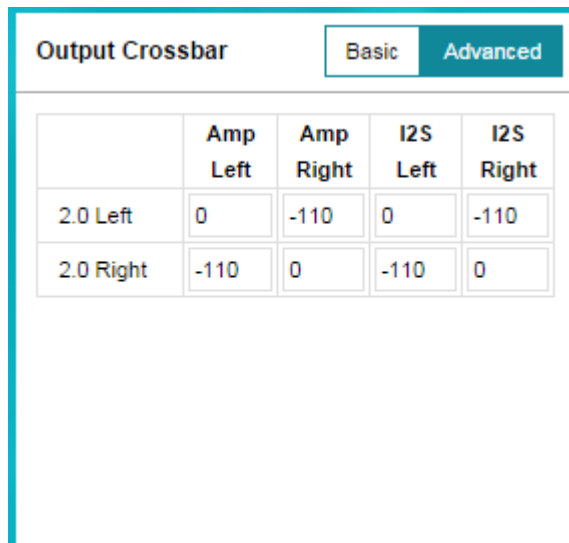 Output Crossbar Basic Advanced
Amp Left Amp Right I2S Left I2S Right
2.0 Left 0 -110 0 -110
2.0 Right -110 0 -110 0